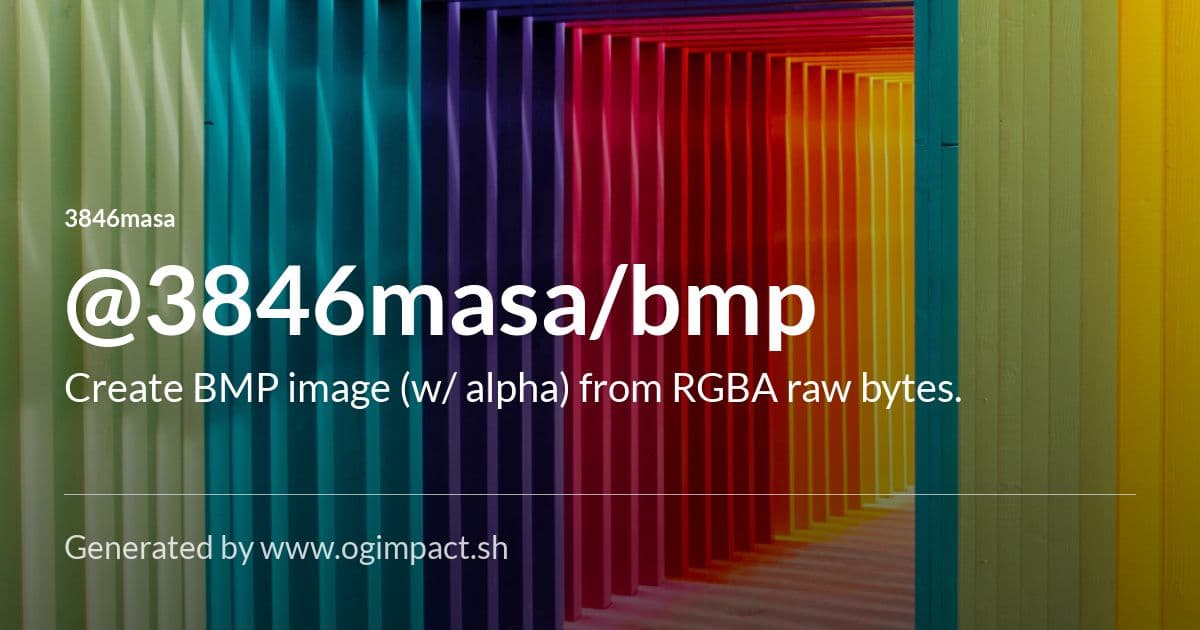 3846masa
@3846masa/bmp
Create BMP image (w/ alpha) from RGBA raw bytes.
Generated by www.ogimpact.sh